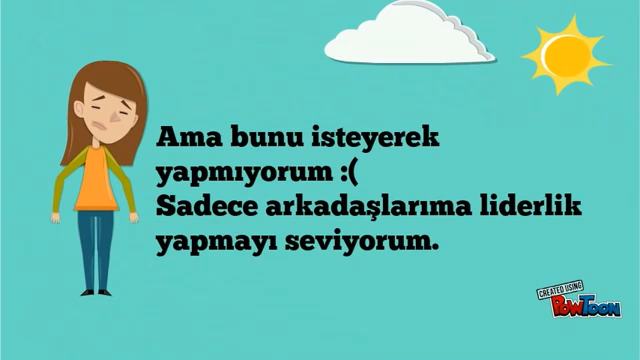 Ama bunu isteyerek
yapmıyorum :(
Sadece arkadaşlarıma liderlik
yapmayı seviyorum.
CREATED USING
POWTOON